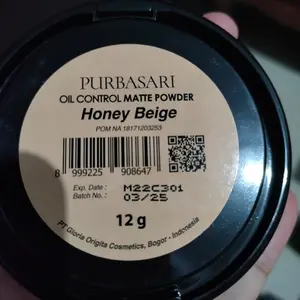 PURBASARI
OIL CONTROL MATTE POWDER
Honey Beige
POM NA 18171203253
8 999225 908647
Exp. Date : M22C301
Batch No. : 03/25
12 g
PT Gloria Origita Cosmetics, Bogor - Indonesia